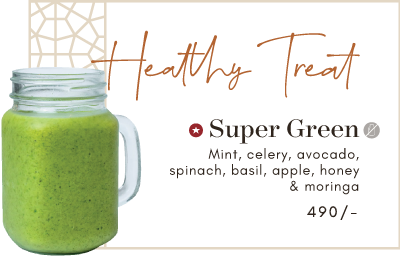 Healthy Treat
Super Green
Mint, celery, avocado,
spinach, basil, apple, honey
& moringa
490/-